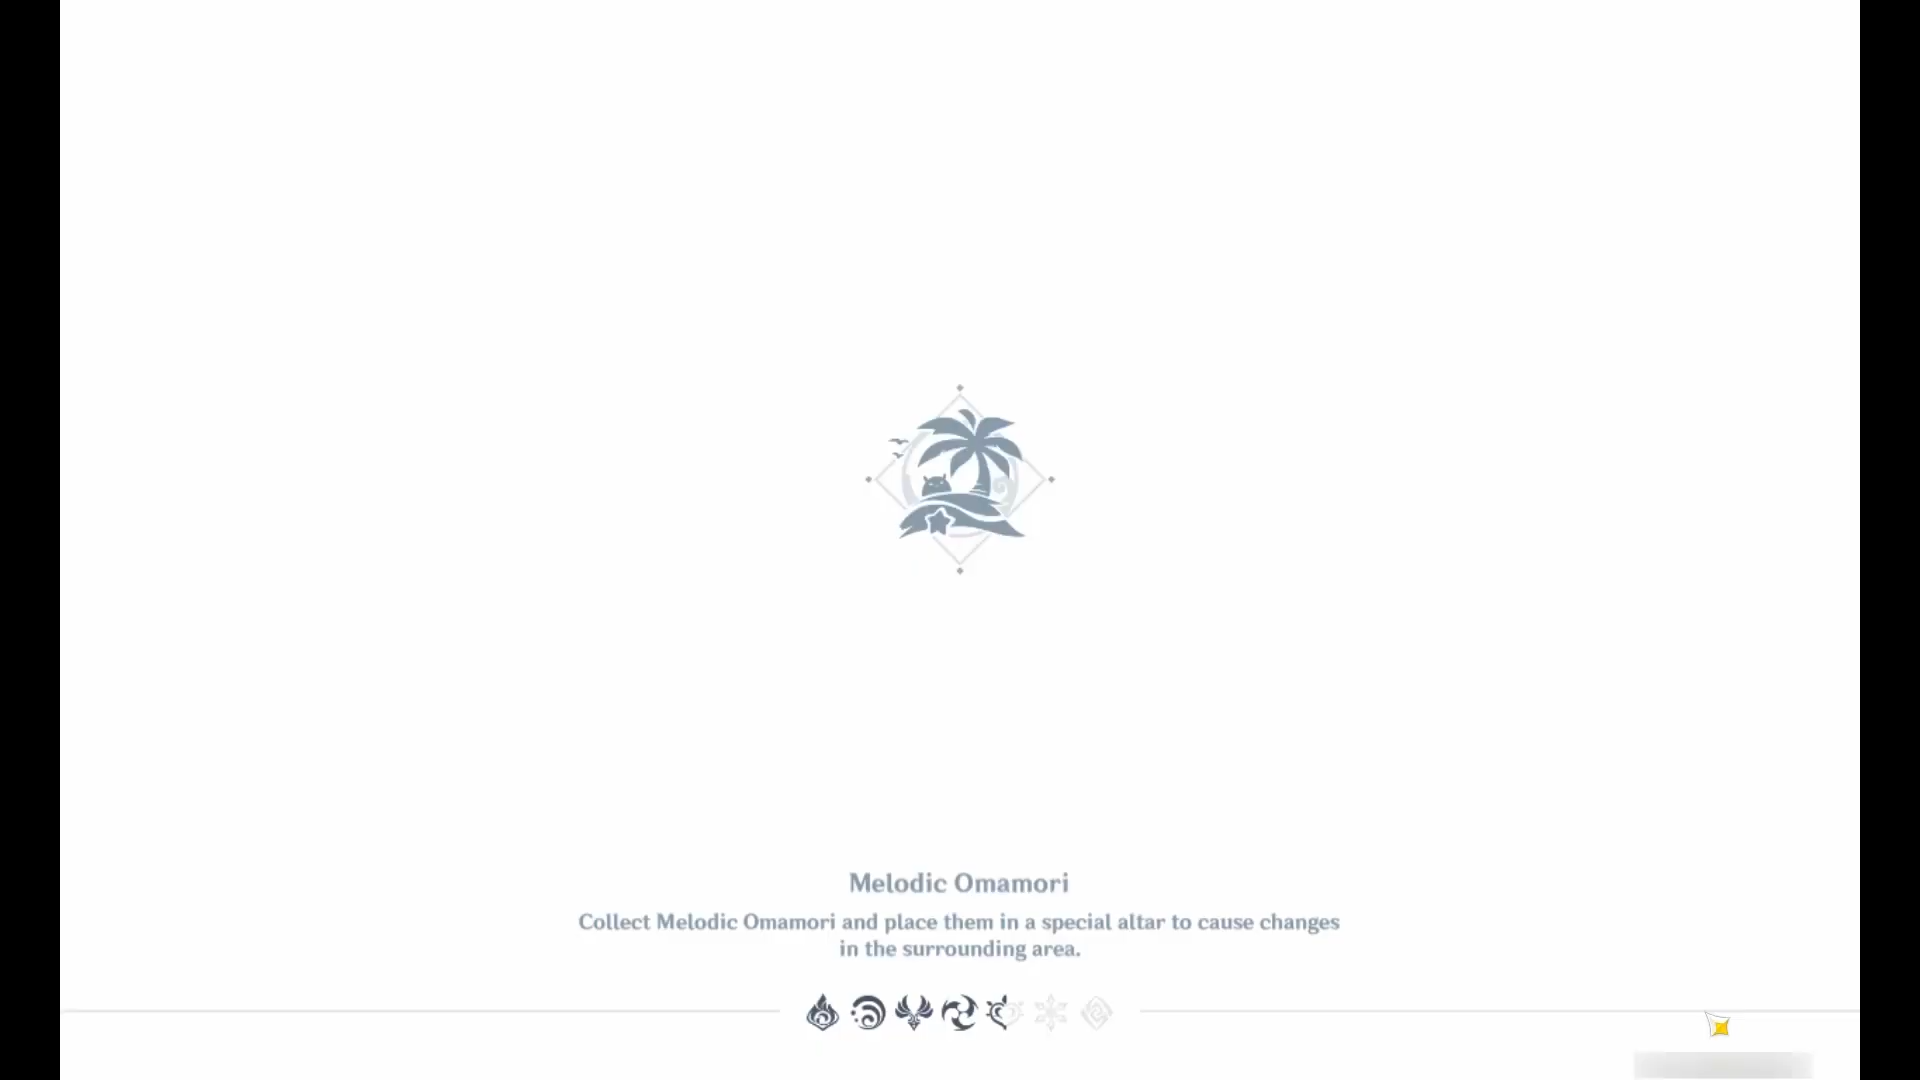 Melodic Omamori
Collect Melodic Omamori and place them in a special altar to cause changes
in the surrounding area.